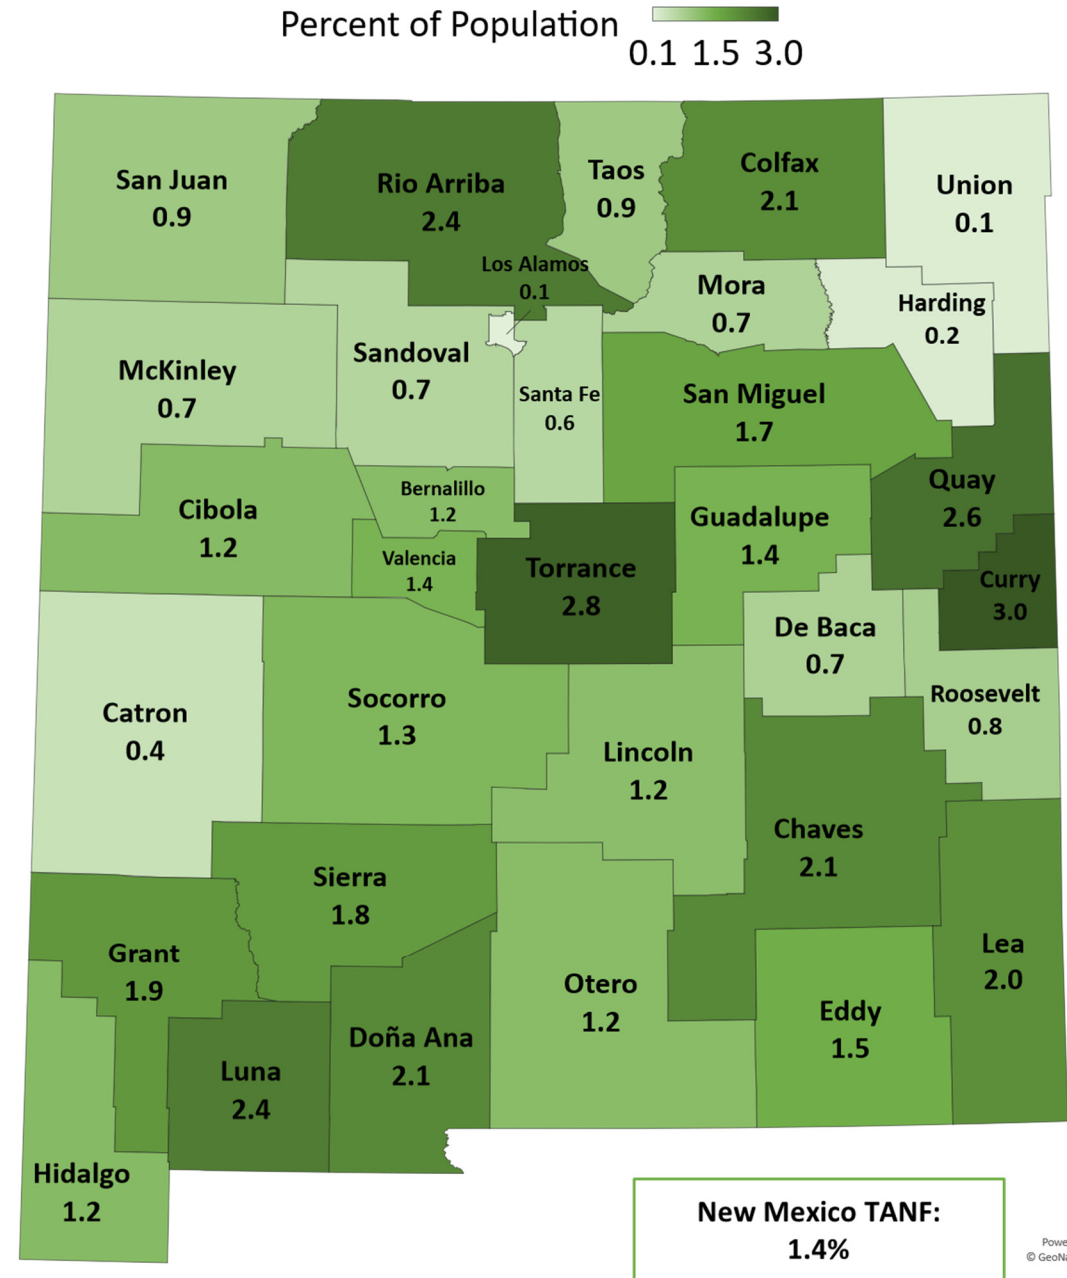 Percent of Population
0.1 1.5 3.0
San Juan
0.9
Rio Arriba
2.4
Taos
0.9
Colfax
2.1
Union
0.1
Los Alamos
0.1
Mora
0.7
Harding
0.2
McKinley
0.7
Sandoval
0.7
Santa Fe
0.6
San Miguel
1.7
Quay
2.6
Cibola
1.2
Bernalillo
1.2
Valencia
1.4
Torrance
2.8
Guadalupe
1.4
Curry
3.0
De Baca
0.7
Roosevelt
0.8
Catron
0.4
Socorro
1.3
Lincoln
1.2
Chaves
2.1
Sierra
1.8
Grant
1.9
Otero
1.2
Lea
2.0
Eddy
1.5
Doña Ana
2.1
Luna
2.4
Hidalgo
1.2
New Mexico TANF:
1.4%
Powe
© GeoNa